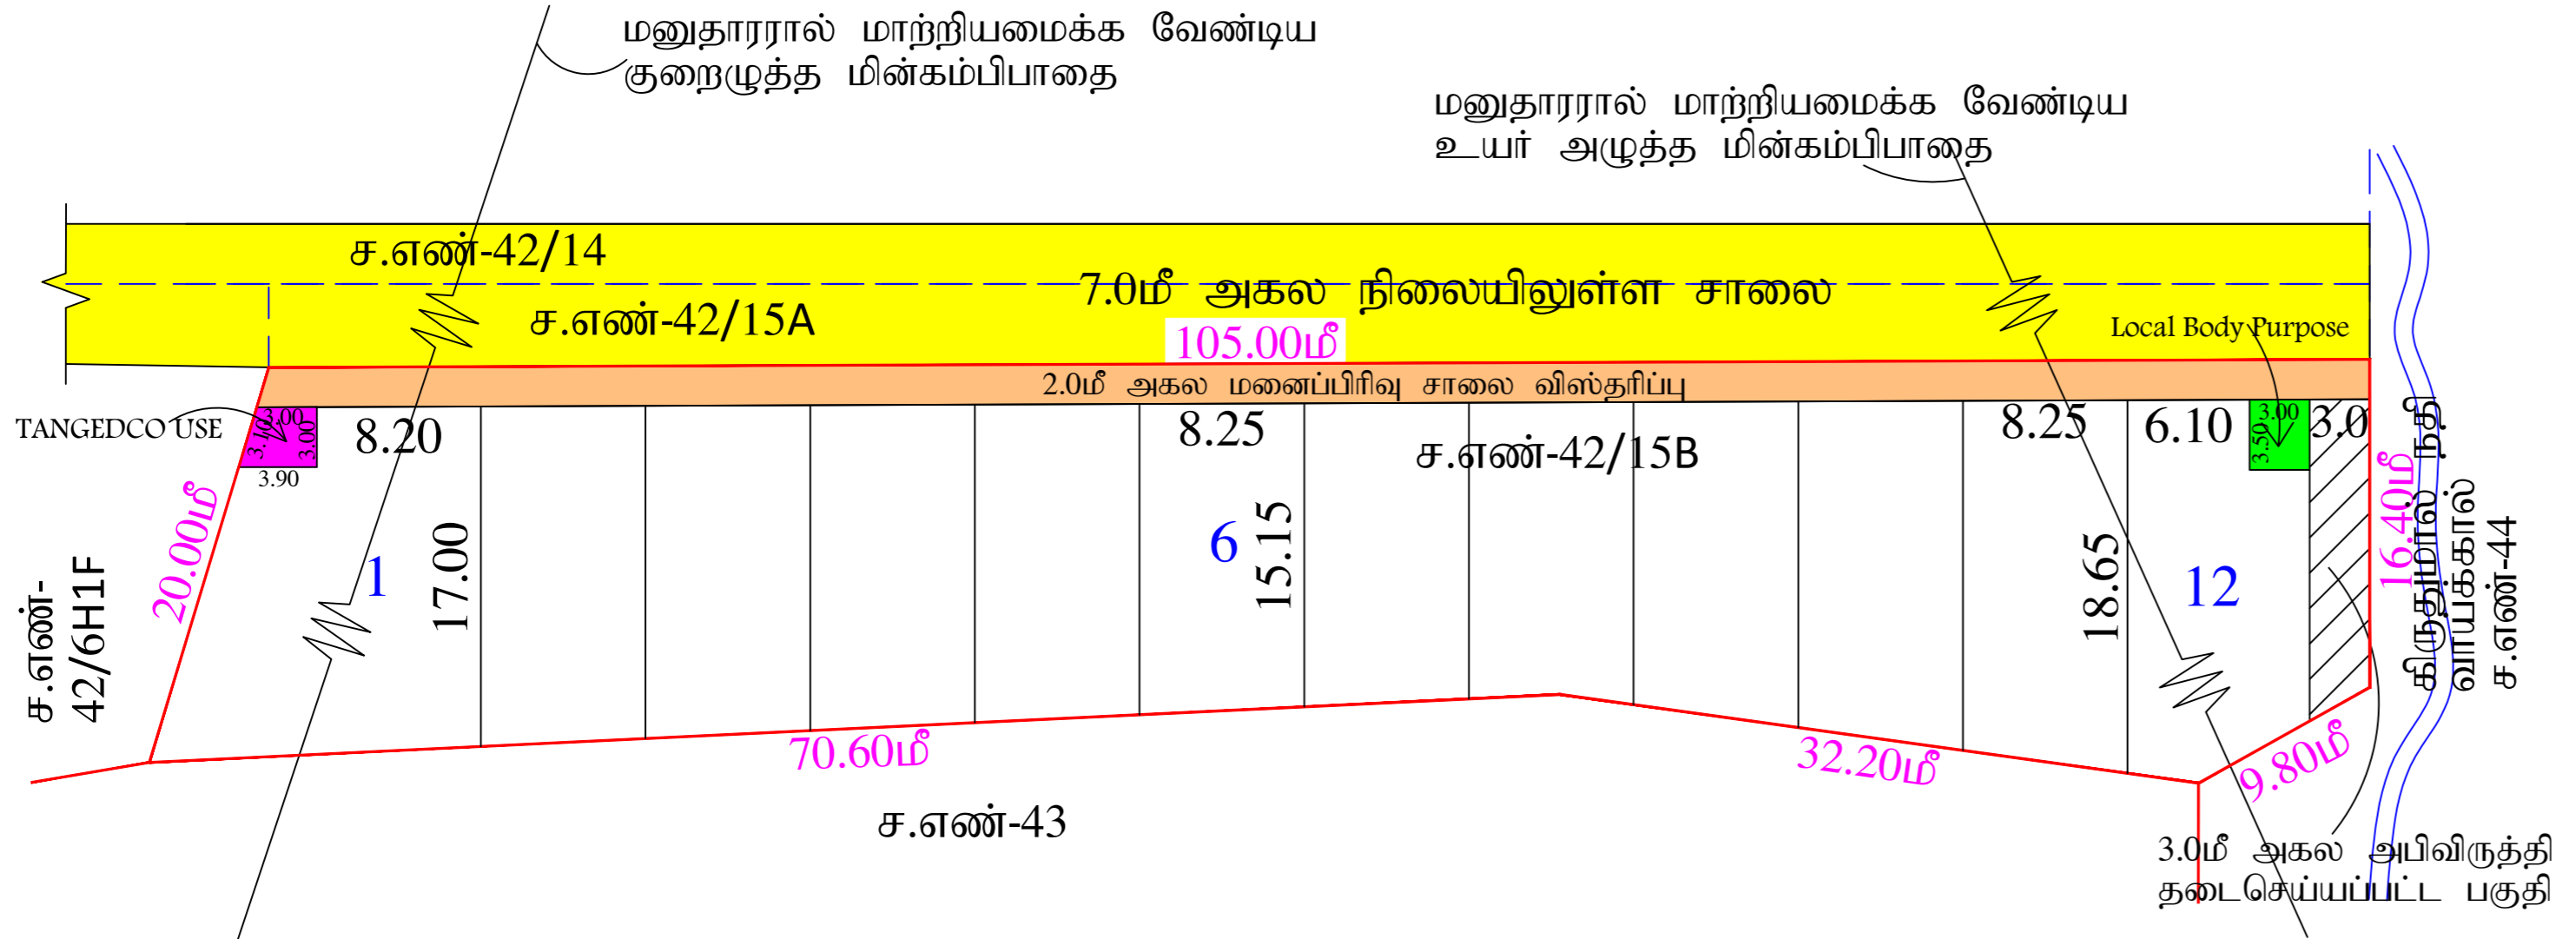 மனுதாரரால் மாற்றியமைக்க வேண்டிய
குறைழுத்த மின்கம்பிபாதை
மனுதாரரால் மாற்றியமைக்க வேண்டிய
உயர் அழுத்த மின்கம்பிபாதை
ச.எண்-42/14
7.0மீ அகல நிலையிலுள்ள சாலை
ச.எண்-42/15A
105.00மீ
Local Body Purpose
2.0மீ அகல மனைப்பிரிவு சாலை விஸ்தரிப்பு
TANGEDCO USE
3.00
3.10
3.00
3.90
8.20
8.25
ச.எண்-42/15B
8.25
6.10
3.00
3.50
3.0
20.00மீ
1
17.00
6
15.15
18.65
12
16.40மீ
ச.எண்-
42/6H1F
கிருதுமால் நதி
வாய்க்கால்
ச.எண்-44
70.60மீ
32.20மீ
9.80மீ
ச.எண்-43
3.0மீ அகல அபிவிருத்தி
தடைசெய்யப்பட்ட பகுதி